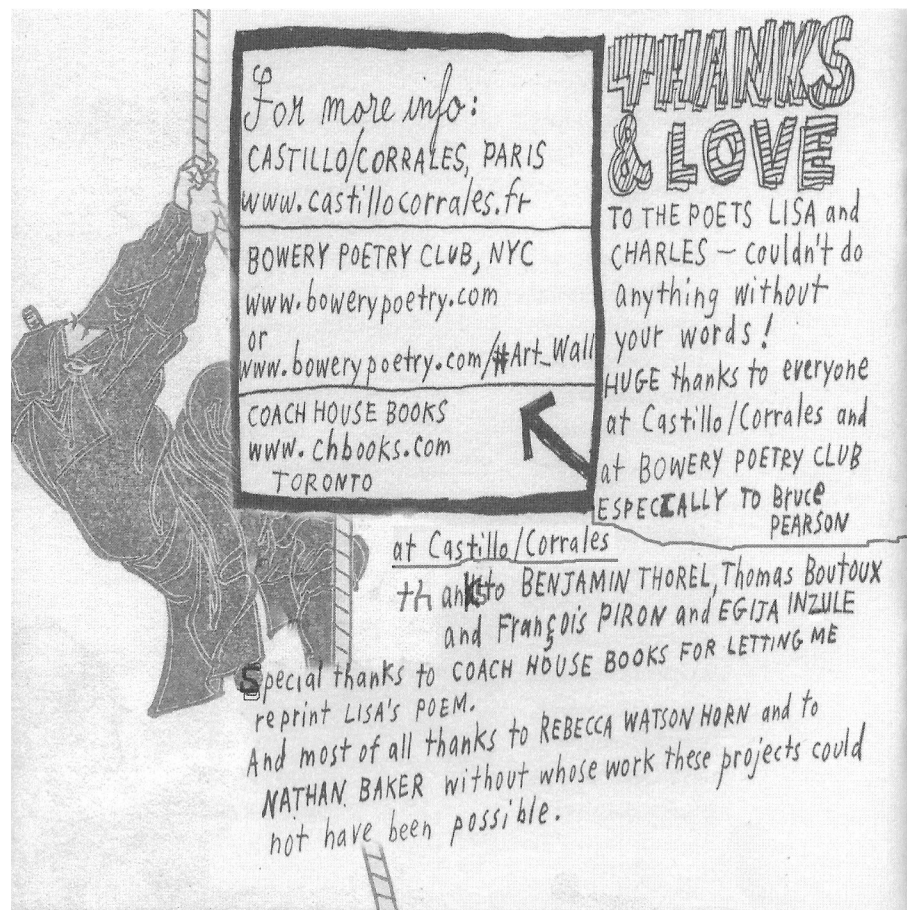 For more info:
CASTILLO/CORRALES, PARIS
www.castillocorrales.fr
BOWERY POETRY CLUB, NYC
www.bowerypoetry.com
or
www.bowerypoetry.com/#Art_Wall
COACH HOUSE BOOKS
www.chbooks.com
TORONTO
THANKS
& LOVE
TO THE POETS LISA and
CHARLES – couldn't do
anything without
your words!
HUGE thanks to everyone
at Castillo/Corrales and
at BOWERY POETRY CLUB
ESPECIALLY TO Bruce
PEARSON
at Castillo/Corrales
thanks to BENJAMIN THOREL, Thomas Boutoux
and François PIRON and EGIJA INZULE
Special thanks to COACH HOUSE BOOKS FOR LETTING ME
reprint LISA'S POEM.
And most of all thanks to REBECCA WATSON HORN and to
NATHAN BAKER without whose work these projects could
not have been possible.